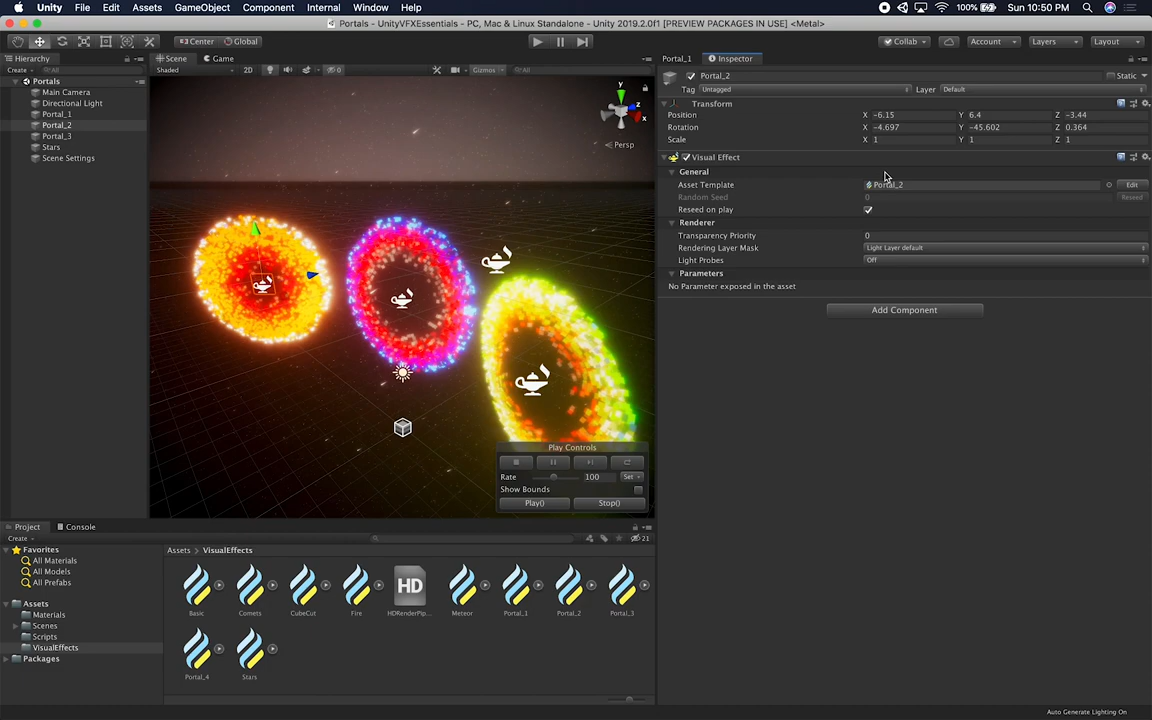 Unity File Edit Assets GameObject Component Internal Window Help 100% Sun 10:50 PM
Portals - UnityVFXEssentials - PC, Mac & Linux Standalone - Unity 2019.2.0f1 [PREVIEW PACKAGES IN USE] <Metal>
Center Global Collab Account Layers Layout
Hierarchy Scene Game Portal_1 Inspector
Create All Shaded 2D 0 Gizmos All
Portals
Main Camera
Directional Light
Portal_1
Portal_2
Portal_3
Stars
Scene Settings
y
z
x
Persp
Portal_2 Static
Tag Untagged Layer Default
Transform
Position X -6.15 Y 6.4 Z -3.44
Rotation X -4.697 Y -45.602 Z 0.364
Scale X 1 Y 1 Z 1
Visual Effect
General
Asset Template Portal_2 Edit
Random Seed 0 Reseed
Reseed on play
Renderer
Transparency Priority 0
Rendering Layer Mask Light Layer default
Light Probes Off
Parameters
No Parameter exposed in the asset
Add Component
Play Controls
Rate 100 Set
Show Bounds
Play() Stop()
Project Console
Create 21
Favorites
All Materials
All Models
All Prefabs
Assets
Materials
Scenes
Scripts
VisualEffects
Packages
Assets > VisualEffects
HD
Basic Comets CubeCut Fire HDRenderPip... Meteor Portal_1 Portal_2 Portal_3
Portal_4 Stars
Auto Generate Lighting On